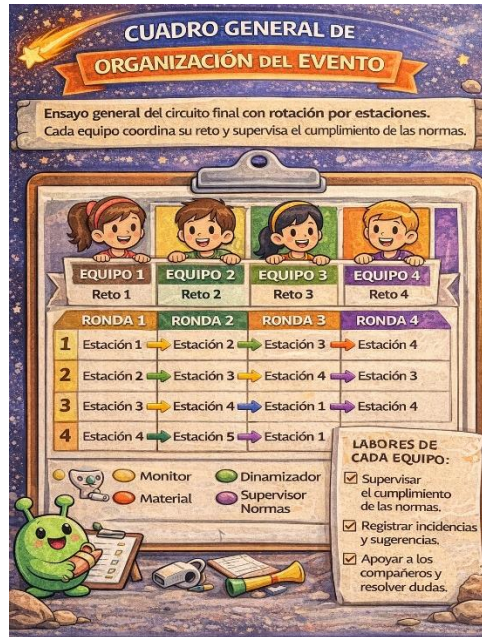 CUADRO GENERAL DE
ORGANIZACIÓN DEL EVENTO
Ensayo general del circuito final con rotación por estaciones.
Cada equipo coordina su reto y supervisa el cumplimiento de las normas.
EQUIPO 1 EQUIPO 2 EQUIPO 3 EQUIPO 4
Reto 1 Reto 2 Reto 3 Reto 4
RONDA 1 RONDA 2 RONDA 3 RONDA 4
1 Estación 1 Estación 2 Estación 3 Estación 4
2 Estación 2 Estación 3 Estación 4 Estación 3
3 Estación 3 Estación 4 Estación 1 Estación 4
4 Estación 4 Estación 5 Estación 1
Monitor Dinamizador
Material Supervisor
Normas
LABORES DE
CADA EQUIPO:
Supervisar
el cumplimiento
de las normas.
Registrar incidencias
y sugerencias.
Apoyar a los
compañeros y
resolver dudas.